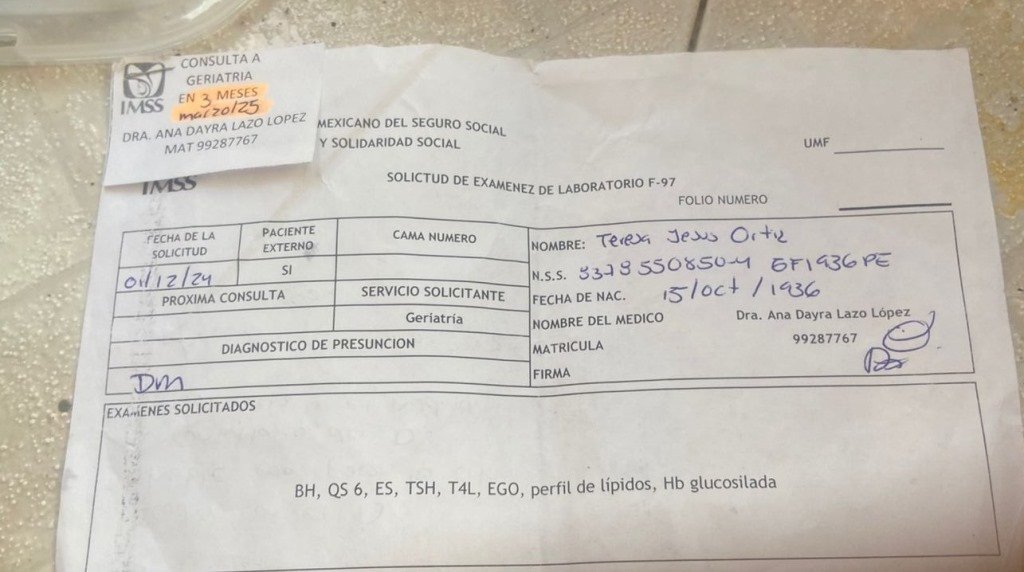 CONSULTA A
GERIATRIA
EN 3 MESES
marzo/25
DRA. ANA DAYRA LAZO LOPEZ
MAT 99287767
IMSS
MEXICANO DEL SEGURO SOCIAL
Y SOLIDARIDAD SOCIAL
IMSS
UMF
SOLICTUD DE EXAMENEZ DE LABORATORIO F-97
FOLIO NUMERO
FECHA DE LA SOLICITUD
01/12/24
PACIENTE EXTERNO
SI
CAMA NUMERO
PROXIMA CONSULTA
SERVICIO SOLICITANTE
Geriatría
DIAGNOSTICO DE PRESUNCION
DM
NOMBRE: Teresa Jesus Ortiz
N.S.S. 9379550850-4 6F1936PE
FECHA DE NAC. 15/oct/1936
NOMBRE DEL MEDICO Dra. Ana Dayra Lazo López
MATRICULA 99287767
FIRMA
EXAMENES SOLICITADOS
BH, QS 6, ES, TSH, T4L, EGO, perfil de lípidos, Hb glucosilada